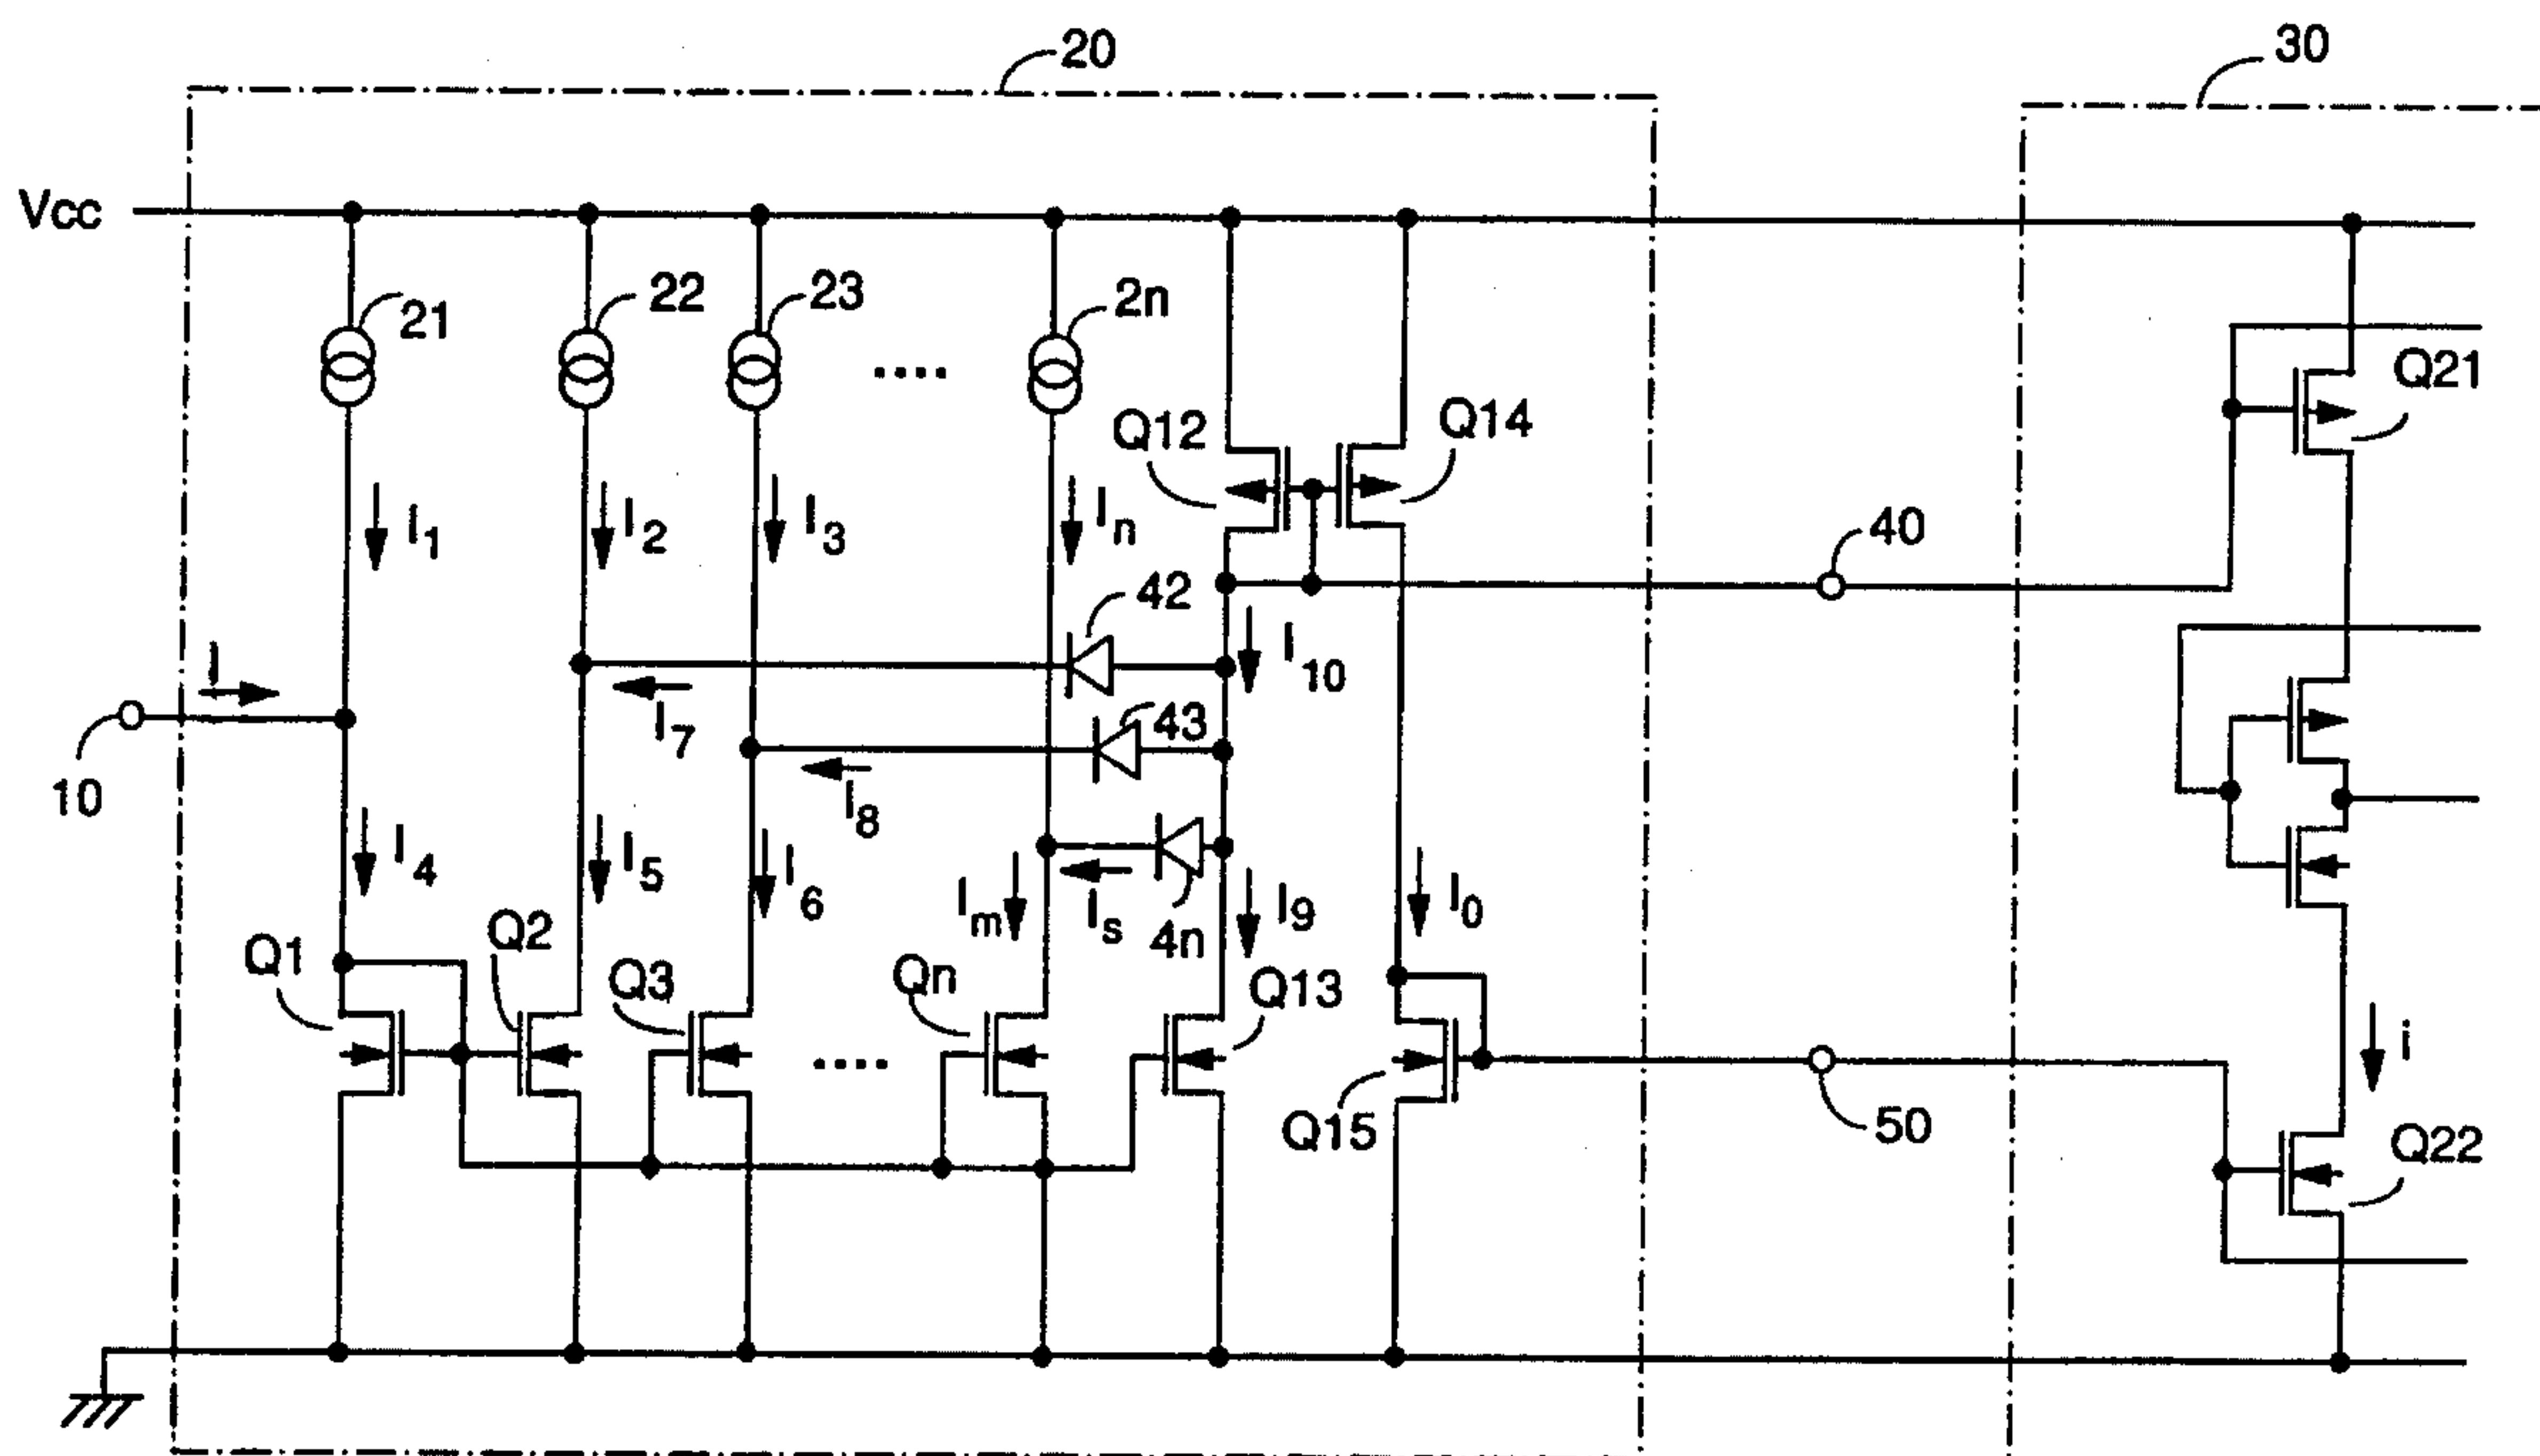 20
30
Vcc
21
22
23
2n
....
Q12
Q14
Q21
I1
I2
I3
In
40
42
I10
I
I7
43
10
I8
I4
I5
I6
Im
Is
4n
I9
I0
Q1
Q2
Q3
Qn
Q13
i
....
Q15
50
Q22